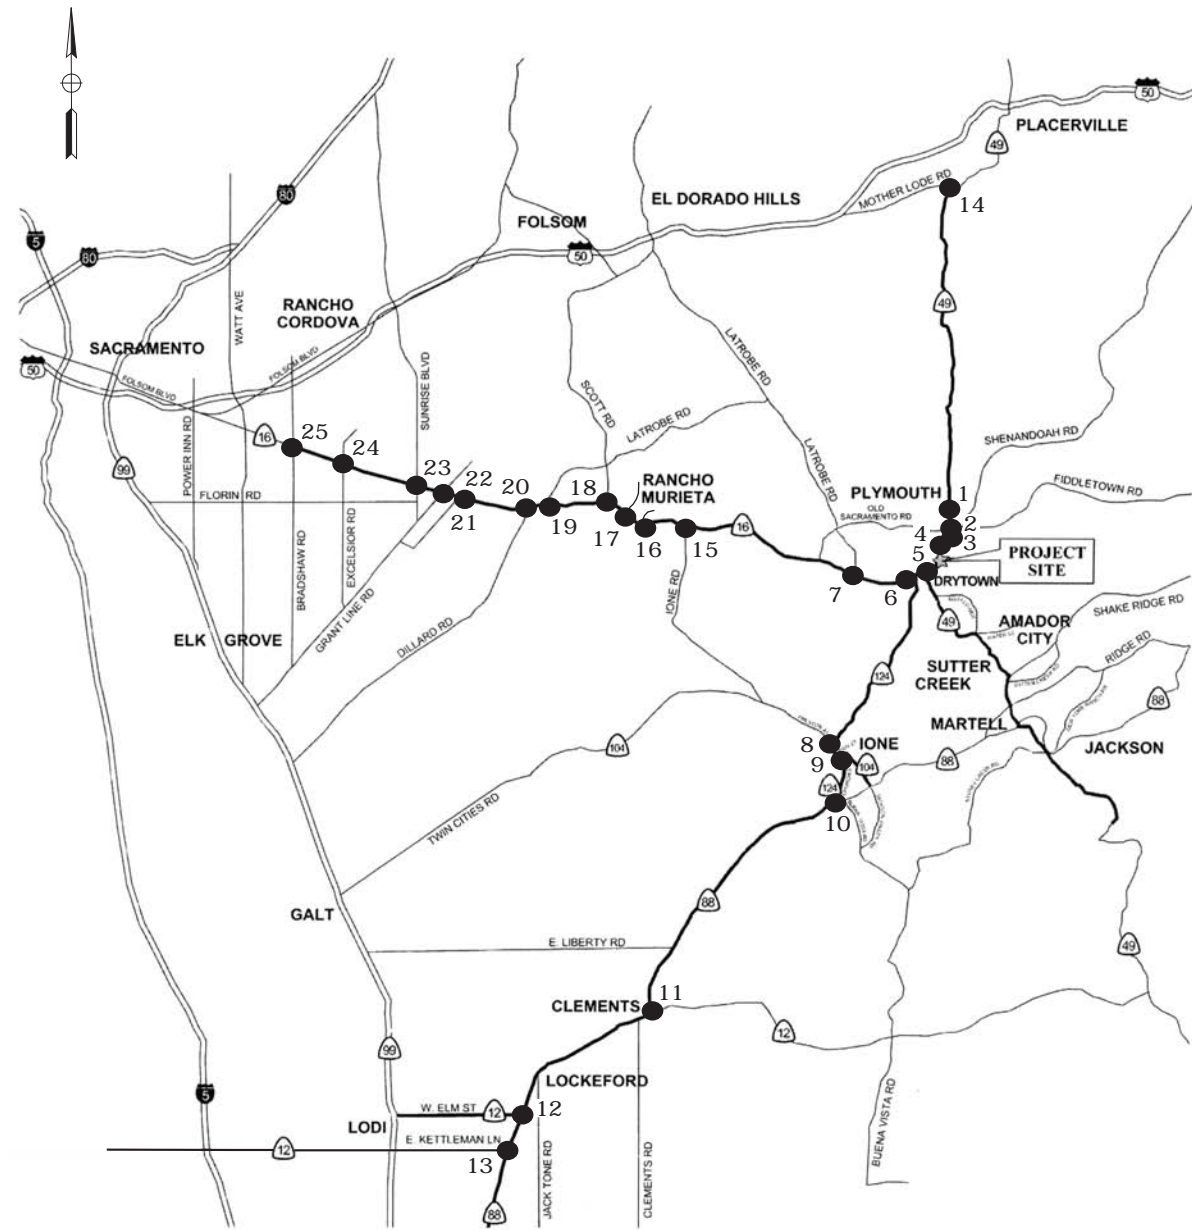 50
PLACERVILLE
49
MOTHER LODE RD
14
80
EL DORADO HILLS
FOLSOM
5
80
50
WATT AVE
RANCHO
CORDOVA
49
SACRAMENTO
50
FOLSOM BLVD
FOLSOM BLVD
SUNRISE BLVD
LATROBE RD
SCOTT RD
LATROBE RD
POWER INN RD
16
25
24
23
22
21
20
19
18
17
16
15
RANCHO
MURIETA
16
LATROBE RD
SHENANDOAH RD
FIDDLETOWN RD
PLYMOUTH
OLD
SACRAMENTO RD
1
2
3
4
5
6
7
PROJECT
SITE
DRYTOWN
99
FLORIN RD
BRADSHAW RD
EXCELSIOR RD
GRANT LINE RD
DILLARD RD
IONE RD
ELK GROVE
49
AMADOR
CITY
SHAKE RIDGE RD
RIDGE RD
SUTTER
CREEK
124
88
MARTELL
JACKSON
8
IONE
9
104
88
104
124
10
TWIN CITIES RD
88
GALT
E. LIBERTY RD
49
CLEMENTS
11
12
99
LOCKEFORD
5
W. ELM ST
12
12
LODI
E. KETTLEMAN LN
12
13
88
JACK TONE RD
CLEMENTS RD
BUENA VISTA RD